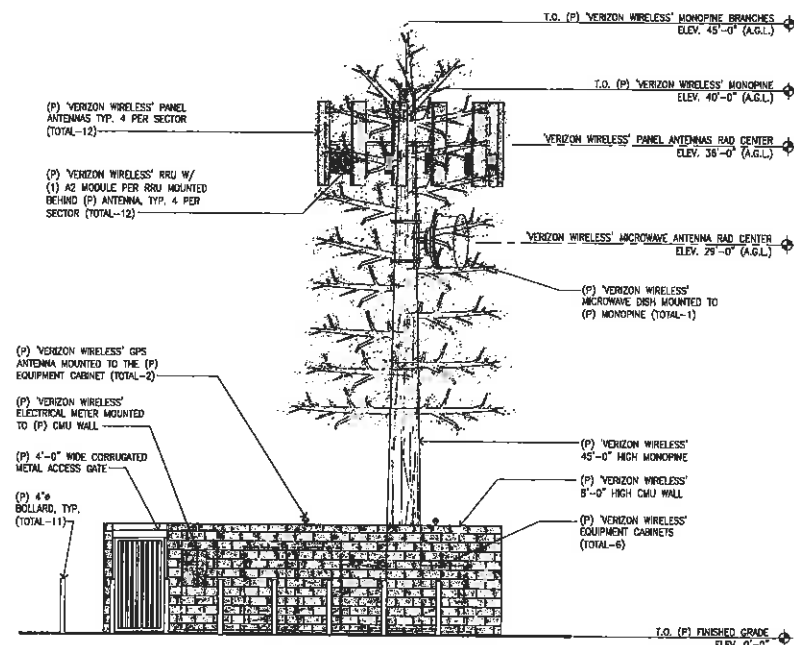 T.O. (P) 'VERIZON WIRELESS' MONOPINE BRANCHES
ELEV. 45'-0" (A.G.L.)
T.O. (P) 'VERIZON WIRELESS' MONOPINE
ELEV. 40'-0" (A.G.L.)
(P) 'VERIZON WIRELESS' PANEL
ANTENNAS TYP. 4 PER SECTOR
(TOTAL-12)
'VERIZON WIRELESS' PANEL ANTENNAS RAD CENTER
ELEV. 36'-0" (A.G.L.)
(P) 'VERIZON WIRELESS' RRU W/
(1) A2 MODULE PER RRU MOUNTED
BEHIND (P) ANTENNA, TYP. 4 PER
SECTOR (TOTAL-12)
'VERIZON WIRELESS' MICROWAVE ANTENNA RAD CENTER
ELEV. 29'-0" (A.G.L.)
(P) 'VERIZON WIRELESS'
MICROWAVE DISH MOUNTED TO
(P) MONOPINE (TOTAL-1)
(P) 'VERIZON WIRELESS' GPS
ANTENNA MOUNTED TO THE (P)
EQUIPMENT CABINET (TOTAL-2)
(P) 'VERIZON WIRELESS'
ELECTRICAL METER MOUNTED
TO (P) CMU WALL
(P) 4'-0" WIDE CORRUGATED
METAL ACCESS GATE
(P) 4"ø
BOLLARD, TYP.
(TOTAL-11)
(P) 'VERIZON WIRELESS'
45'-0" HIGH MONOPINE
(P) 'VERIZON WIRELESS'
HIGH CMU WALL
(P) 'VERIZON WIRELESS'
EQUIPMENT CABINETS
(TOTAL-6)
T.O. (P) FINISHED GRADE
ELEV. 0'-0"